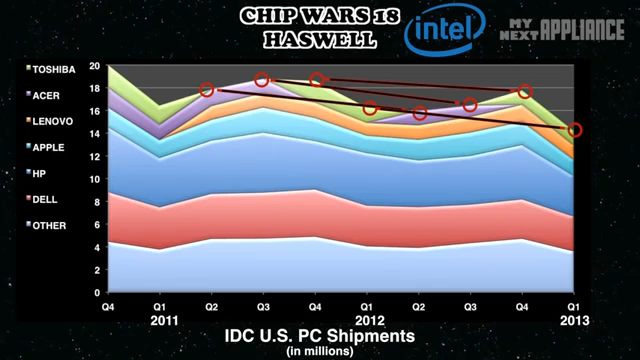 CHIP WARS 18
HASWELL
intel
MY
NEXT APPLIANCE
TOSHIBA
ACER
LENOVO
APPLE
HP
DELL
OTHER
20
18
16
14
12
10
8
6
4
2
0
Q4 Q1 Q2 Q3 Q4 Q1 Q2 Q3 Q4 Q1
2011 2012 2013
IDC U.S. PC Shipments
(in millions)